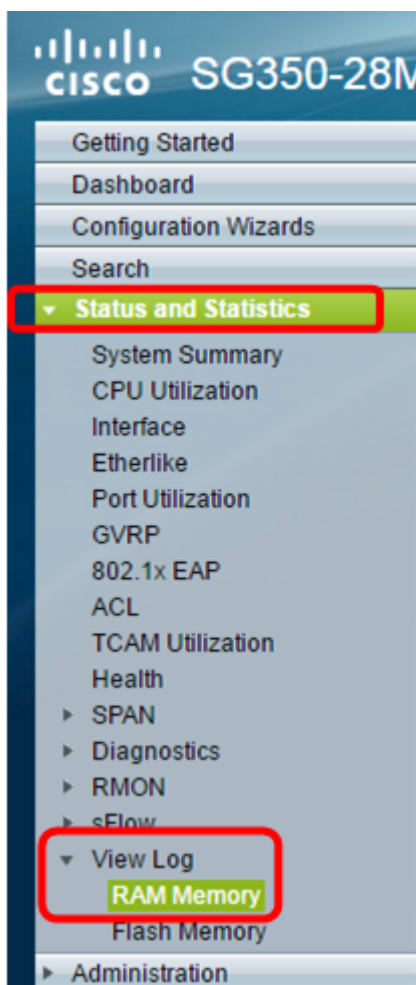 CISCO SG350-28M
Getting Started
Dashboard
Configuration Wizards
Search
Status and Statistics
System Summary
CPU Utilization
Interface
Etherlike
Port Utilization
GVRP
802.1x EAP
ACL
TCAM Utilization
Health
SPAN
Diagnostics
RMON
sFlow
View Log
RAM Memory
Flash Memory
Administration